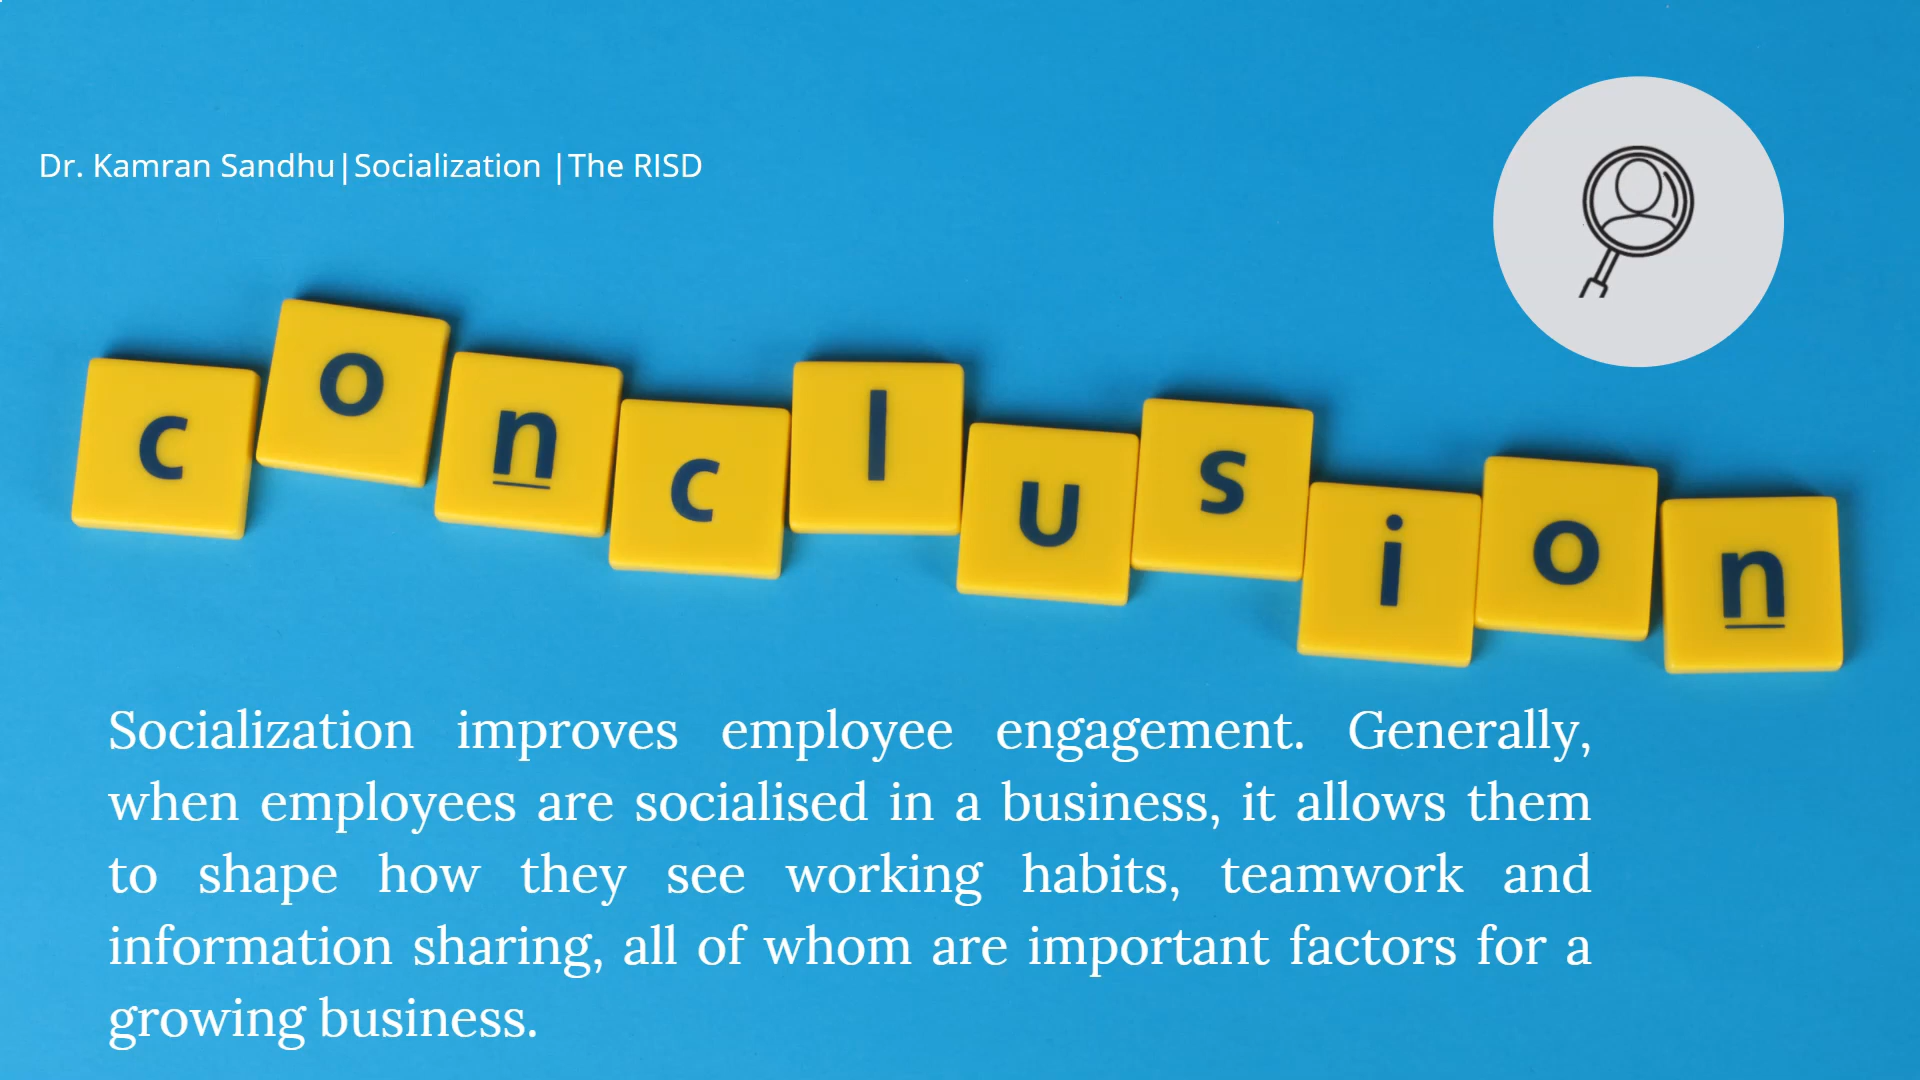 Dr. Kamran Sandhu|Socialization |The RISD
conclusion
Socialization improves employee engagement. Generally,
when employees are socialised in a business, it allows them
to shape how they see working habits, teamwork and
information sharing, all of whom are important factors for a
growing business.